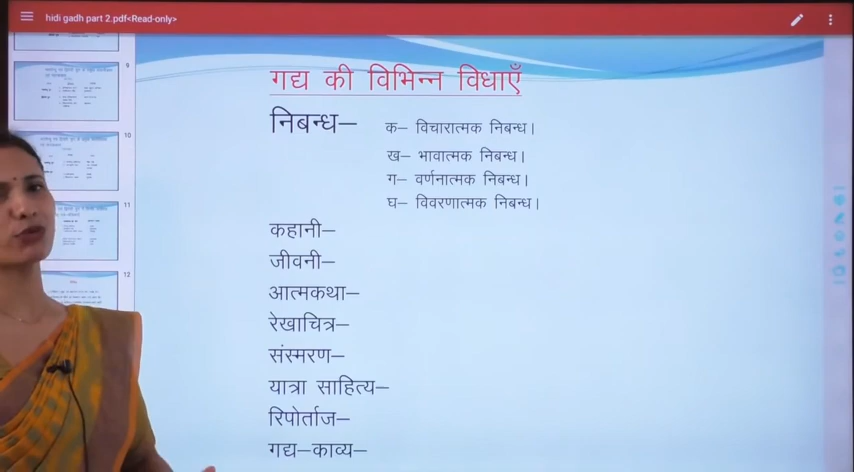 hidi gadh part 2.pdf<Read-only>
गद्य की विभिन्न विधाएँ
निबन्ध– क– विचारात्मक निबन्ध।
ख– भावात्मक निबन्ध।
ग– वर्णनात्मक निबन्ध।
घ– विवरणात्मक निबन्ध।
कहानी–
जीवनी–
आत्मकथा–
रेखाचित्र–
संस्मरण–
यात्रा साहित्य–
रिपोर्ताज–
गद्य–काव्य–
9
10
11
12